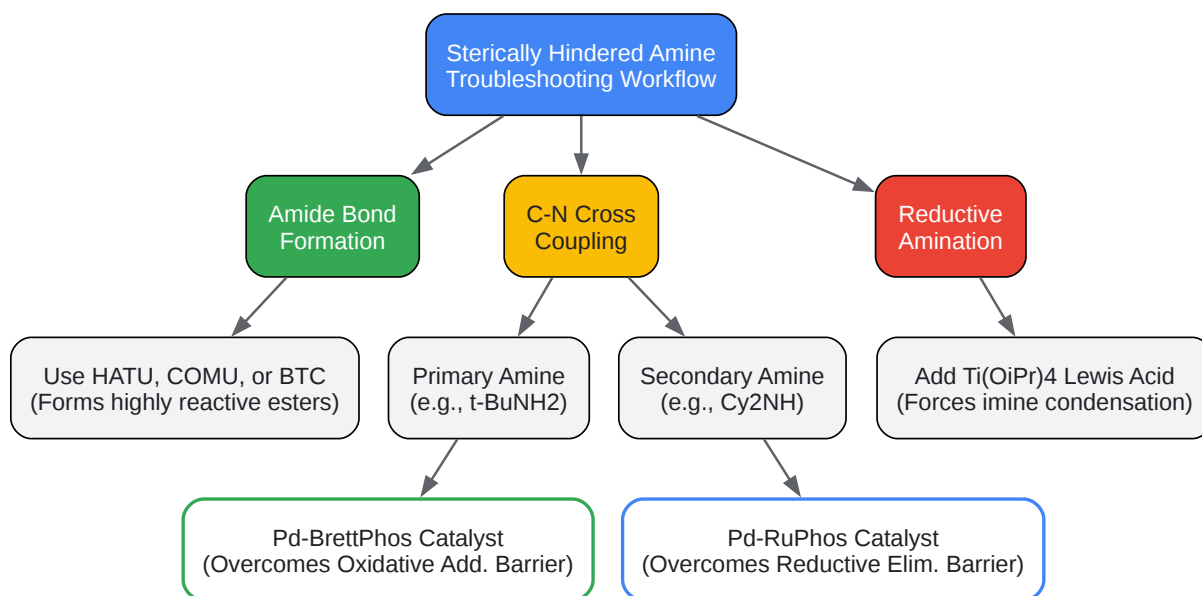 Sterically Hindered Amine
Troubleshooting Workflow
Amide Bond
Formation
C-N Cross
Coupling
Reductive
Amination
Use HATU, COMU, or BTC
(Forms highly reactive esters)
Primary Amine
(e.g., t-BuNH2)
Secondary Amine
(e.g., Cy2NH)
Add Ti(OiPr)4 Lewis Acid
(Forces imine condensation)
Pd-BrettPhos Catalyst
(Overcomes Oxidative Add. Barrier)
Pd-RuPhos Catalyst
(Overcomes Reductive Elim. Barrier)